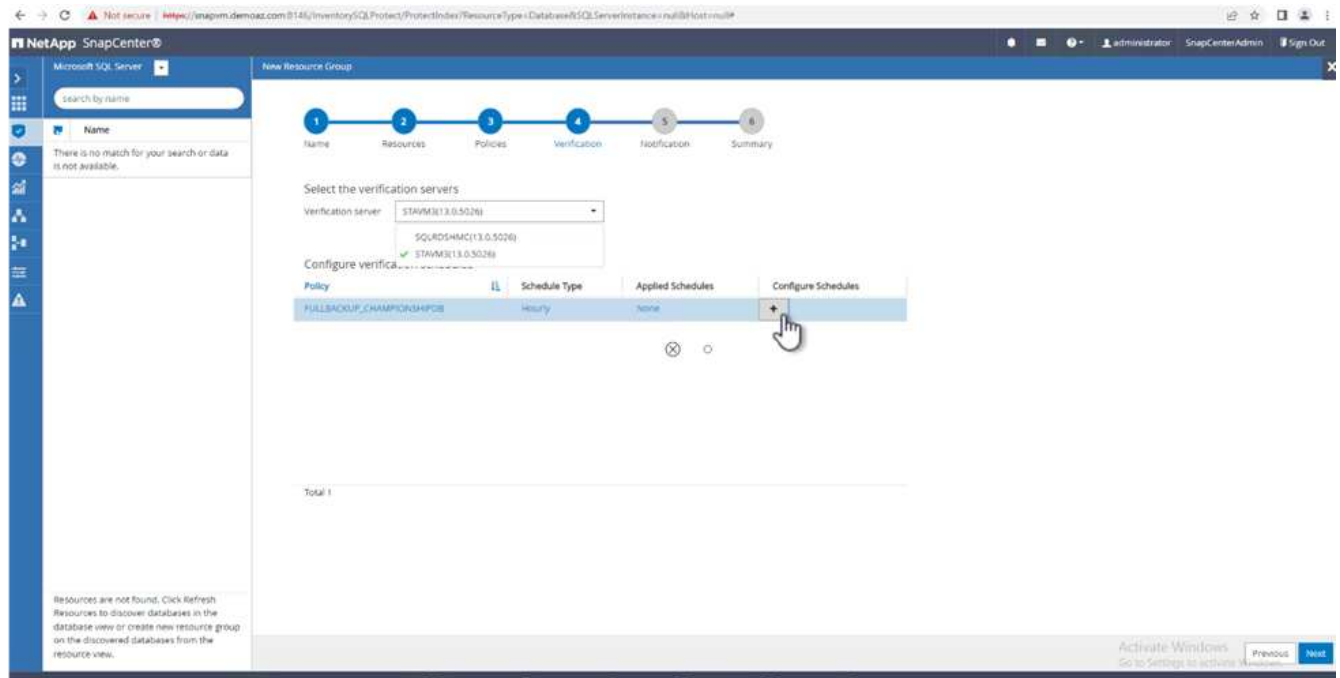 Not secure | https://snapvm.demoaz.com:8146/InventorySQLProtect/ProtectIndex?ResourceType=Database&SQLServerInstance=null&Host=null#
NetApp SnapCenter®
administrator SnapCenterAdmin Sign Out
Microsoft SQL Server
New Resource Group
search by name
Name
There is no match for your search or data
is not available.
1 2 3 4 5 6
Name Resources Policies Verification Notification Summary
Select the verification servers
Verification server STAVM3(13.0.5026)
SQLRDSHMC(13.0.5026)
STAVM3(13.0.5026)
Configure
Policy Schedule Type Applied Schedules Configure Schedules
FULLBACKUP_CHAMPIONSHIPDB Hourly None +
Total 1
Resources are not found. Click Refresh
Resources to discover databases in the
database view or create new resource group
on the discovered databases from the
resource view.
Activate Windows
Go to Settings to activate
Previous Next